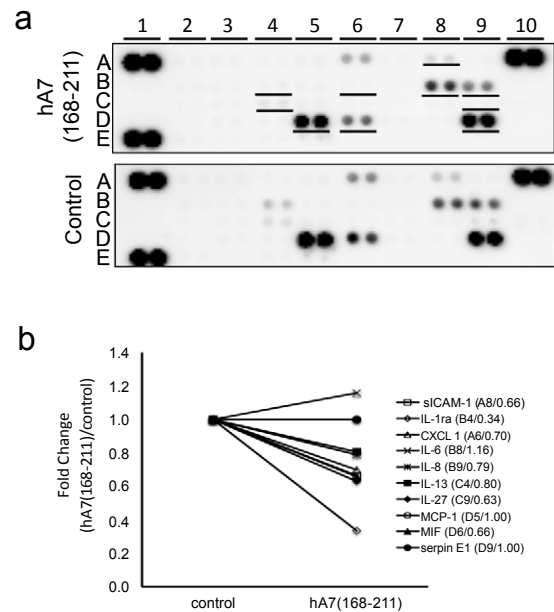 a
1 2 3 4 5 6 7 8 9 10
hA7
(168-211)
A
B
C
D
E
Control
A
B
C
D
E
b
Fold Change
(hA7(168-211)/control)
1.4
1.2
1.0
0.8
0.6
0.4
0.2
0.0
control hA7(168-211)
sICAM-1 (A8/0.66)
IL-1ra (B4/0.34)
CXCL 1 (A6/0.70)
IL-6 (B8/1.16)
IL-8 (B9/0.79)
IL-13 (C4/0.80)
IL-27 (C9/0.63)
MCP-1 (D5/1.00)
MIF (D6/0.66)
serpin E1 (D9/1.00)